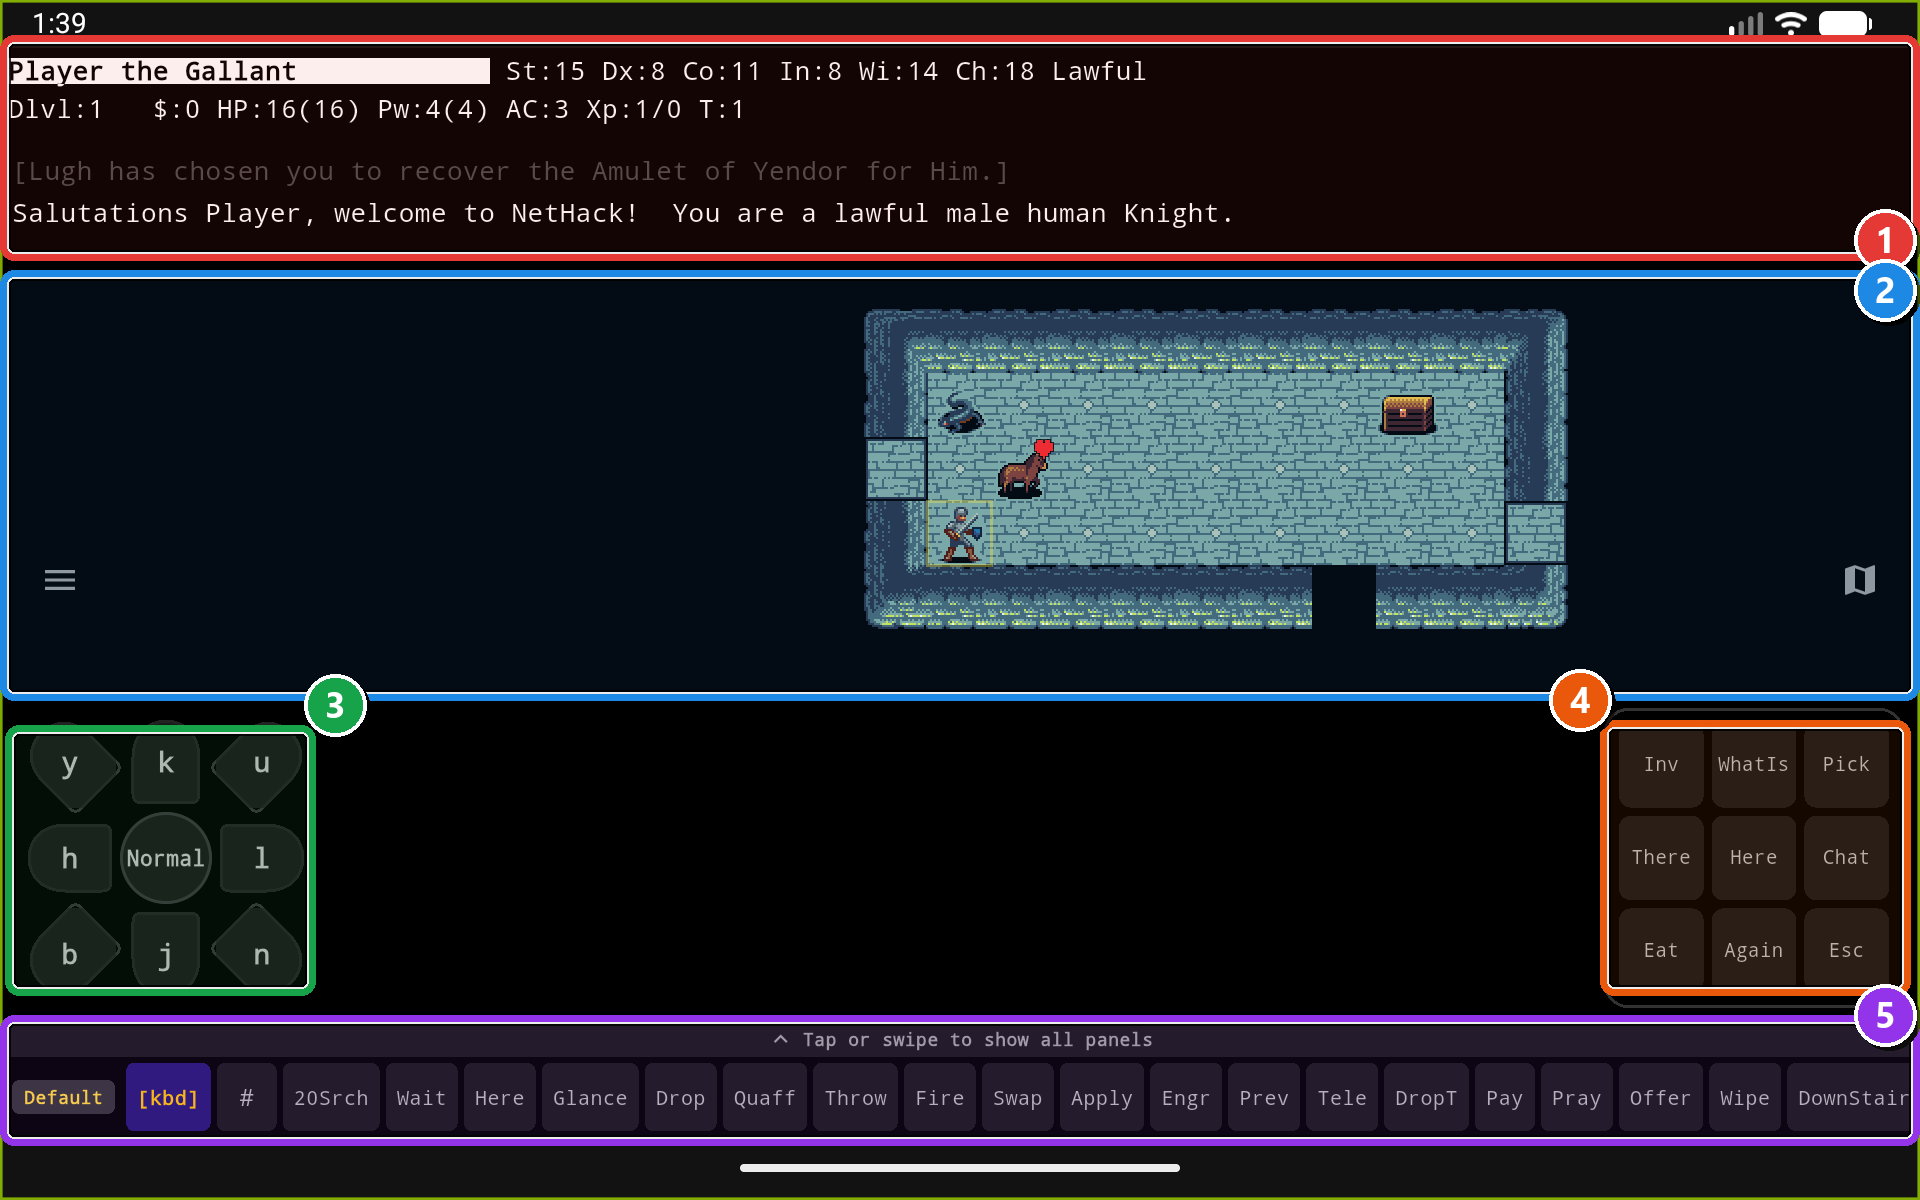 1:39
Player the Gallant St:15 Dx:8 Co:11 In:8 Wi:14 Ch:18 Lawful
Dlvl:1 $:0 HP:16(16) Pw:4(4) AC:3 Xp:1/0 T:1
[Lugh has chosen you to recover the Amulet of Yendor for Him.]
Salutations Player, welcome to NetHack! You are a lawful male human Knight.
1
2
3
4
y k u
h Normal l
b j n
Inv WhatIs Pick
There Here Chat
Eat Again Esc
5
Tap or swipe to show all panels
Default [kbd] # 20Srch Wait Here Glance Drop Quaff Throw Fire Swap Apply Engr Prev Tele DropT Pay Pray Offer Wipe DownStair